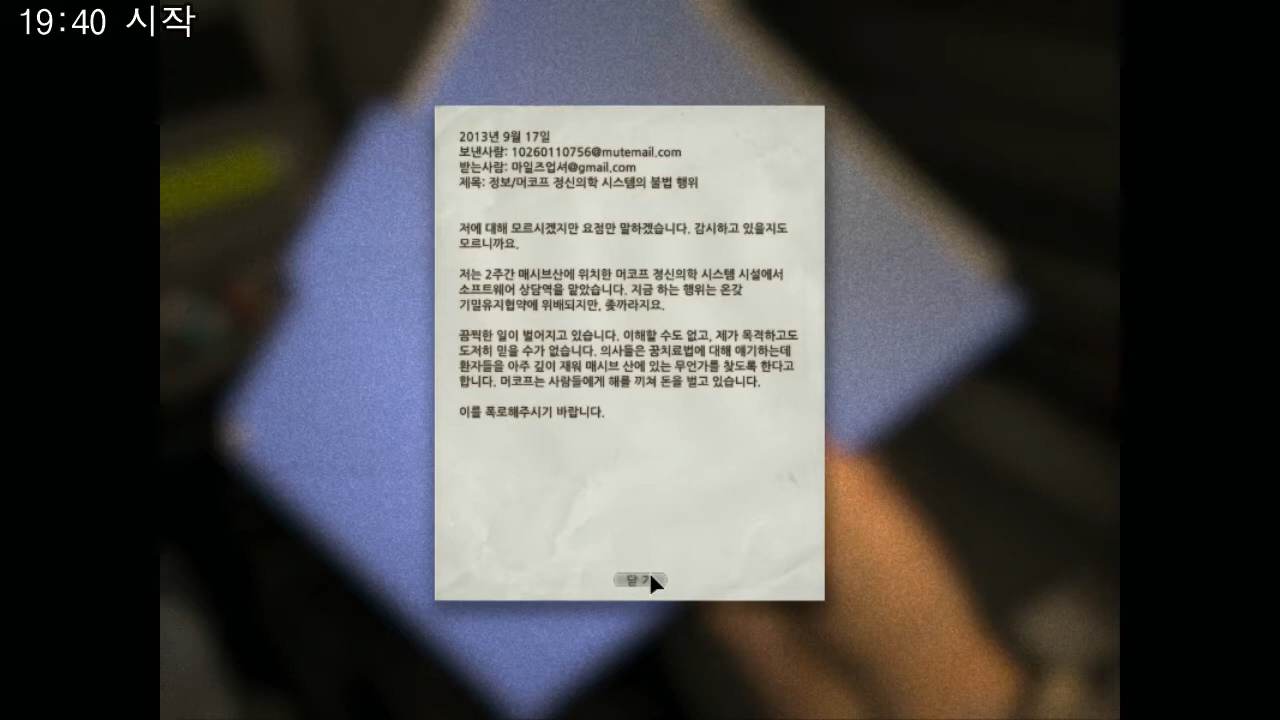 19:40 시작
2013년 9월 17일
보낸사람: 10260110756@mutemail.com
받는사람: 마일즈업셔@gmail.com
제목: 정보/머코프 정신의학 시스템의 불법 행위
저에 대해 모르시겠지만 요점만 말하겠습니다. 감시하고 있을지도
모르니까요.
저는 2주간 매시브산에 위치한 머코프 정신의학 시스템 시설에서
소프트웨어 상담역을 맡았습니다. 지금 하는 행위는 온갖
기밀유지협약에 위배되지만, 좆까라지요.
끔찍한 일이 벌어지고 있습니다. 이해할 수도 없고, 제가 목격하고도
도저히 믿을 수가 없습니다. 의사들은 꿈치료법에 대해 얘기하는데
환자들을 아주 깊이 재워 매시브 산에 있는 무언가를 찾도록 한다고
합니다. 머코프는 사람들에게 해를 끼쳐 돈을 벌고 있습니다.
이를 폭로해주시기 바랍니다.
닫기